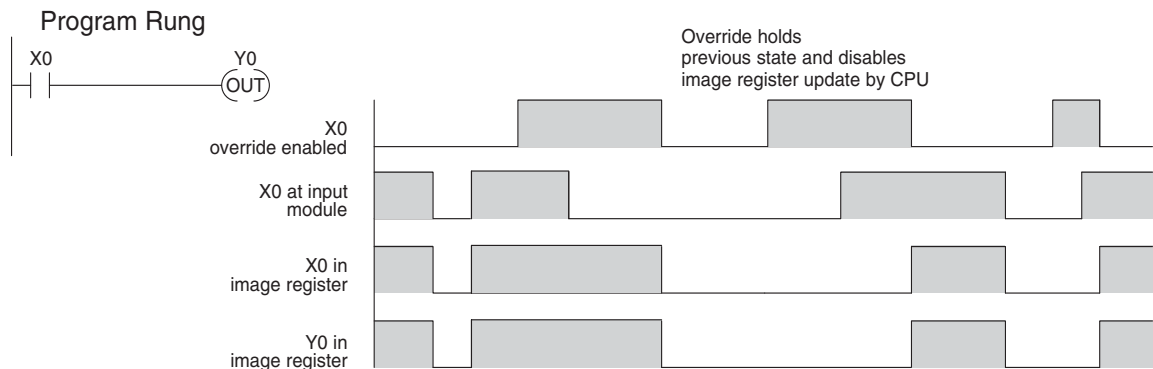 Program Rung
X0
Y0
OUT
Override holds
previous state and disables
image register update by CPU
X0
override enabled
X0 at input
module
X0 in
image register
Y0 in
image register